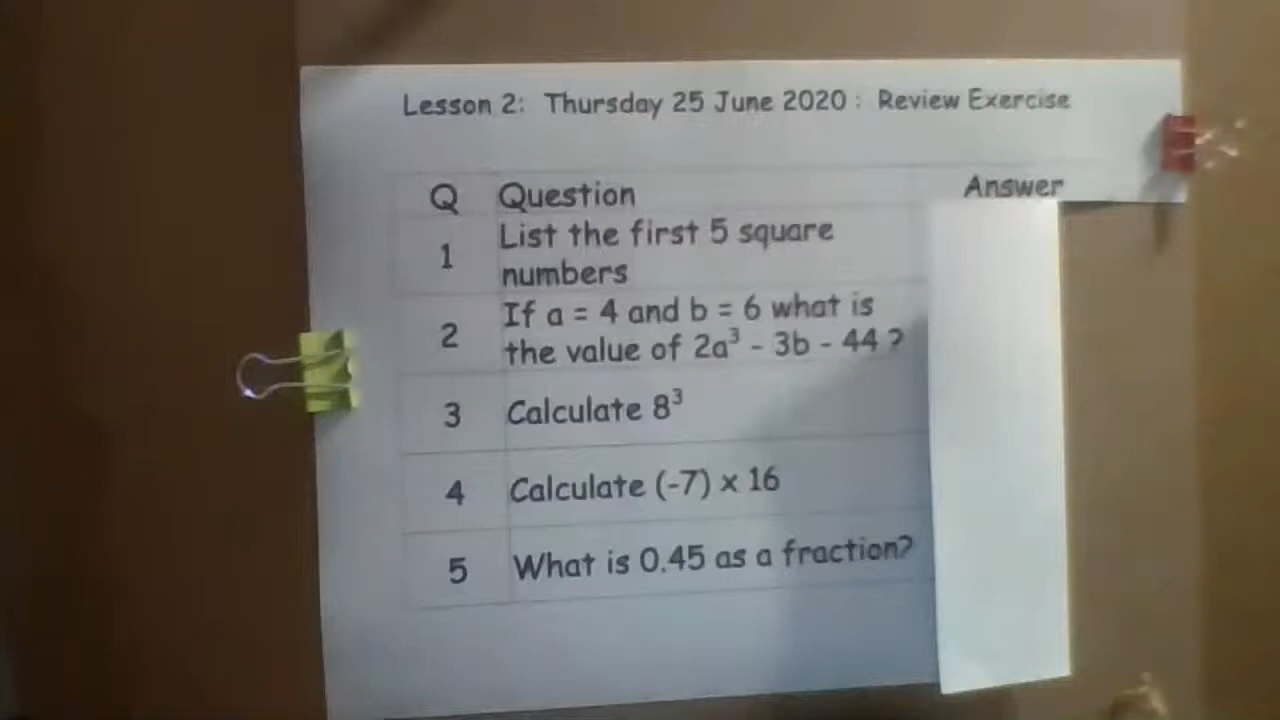 Lesson 2: Thursday 25 June 2020 : Review Exercise
Q Question Answer
1 List the first 5 square
numbers
2 If a = 4 and b = 6 what is
the value of 2a³ - 3b - 44 ?
3 Calculate 8³
4 Calculate (-7) x 16
5 What is 0.45 as a fraction?